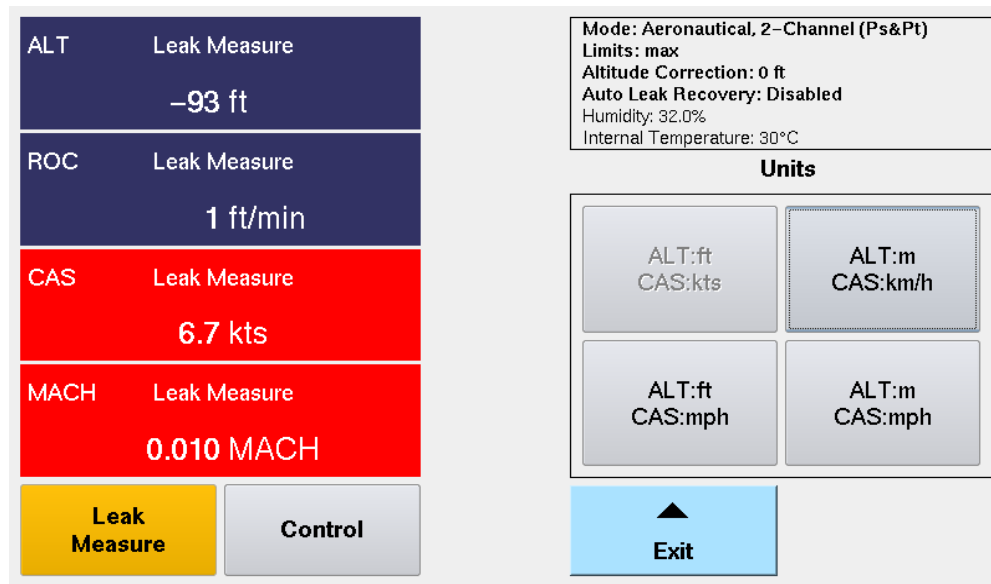 ALT Leak Measure
–93 ft
ROC Leak Measure
1 ft/min
CAS Leak Measure
6.7 kts
MACH Leak Measure
0.010 MACH
Leak
Measure
Control
Mode: Aeronautical, 2–Channel (Ps&Pt)
Limits: max
Altitude Correction: 0 ft
Auto Leak Recovery: Disabled
Humidity: 32.0%
Internal Temperature: 30°C
Units
ALT:ft
CAS:kts
ALT:m
CAS:km/h
ALT:ft
CAS:mph
ALT:m
CAS:mph
Exit